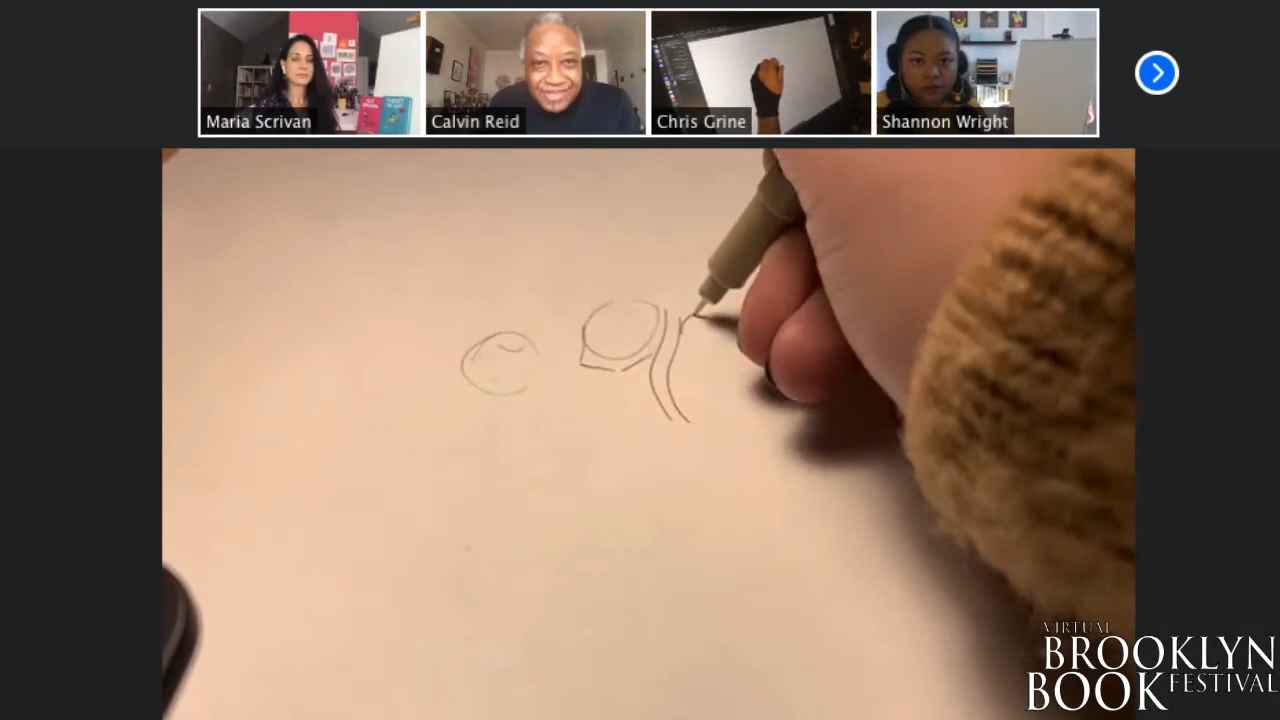 Maria Scrivan
Calvin Reid
Chris Grine
Shannon Wright
VIRTUAL
BROOKLYN
BOOK FESTIVAL